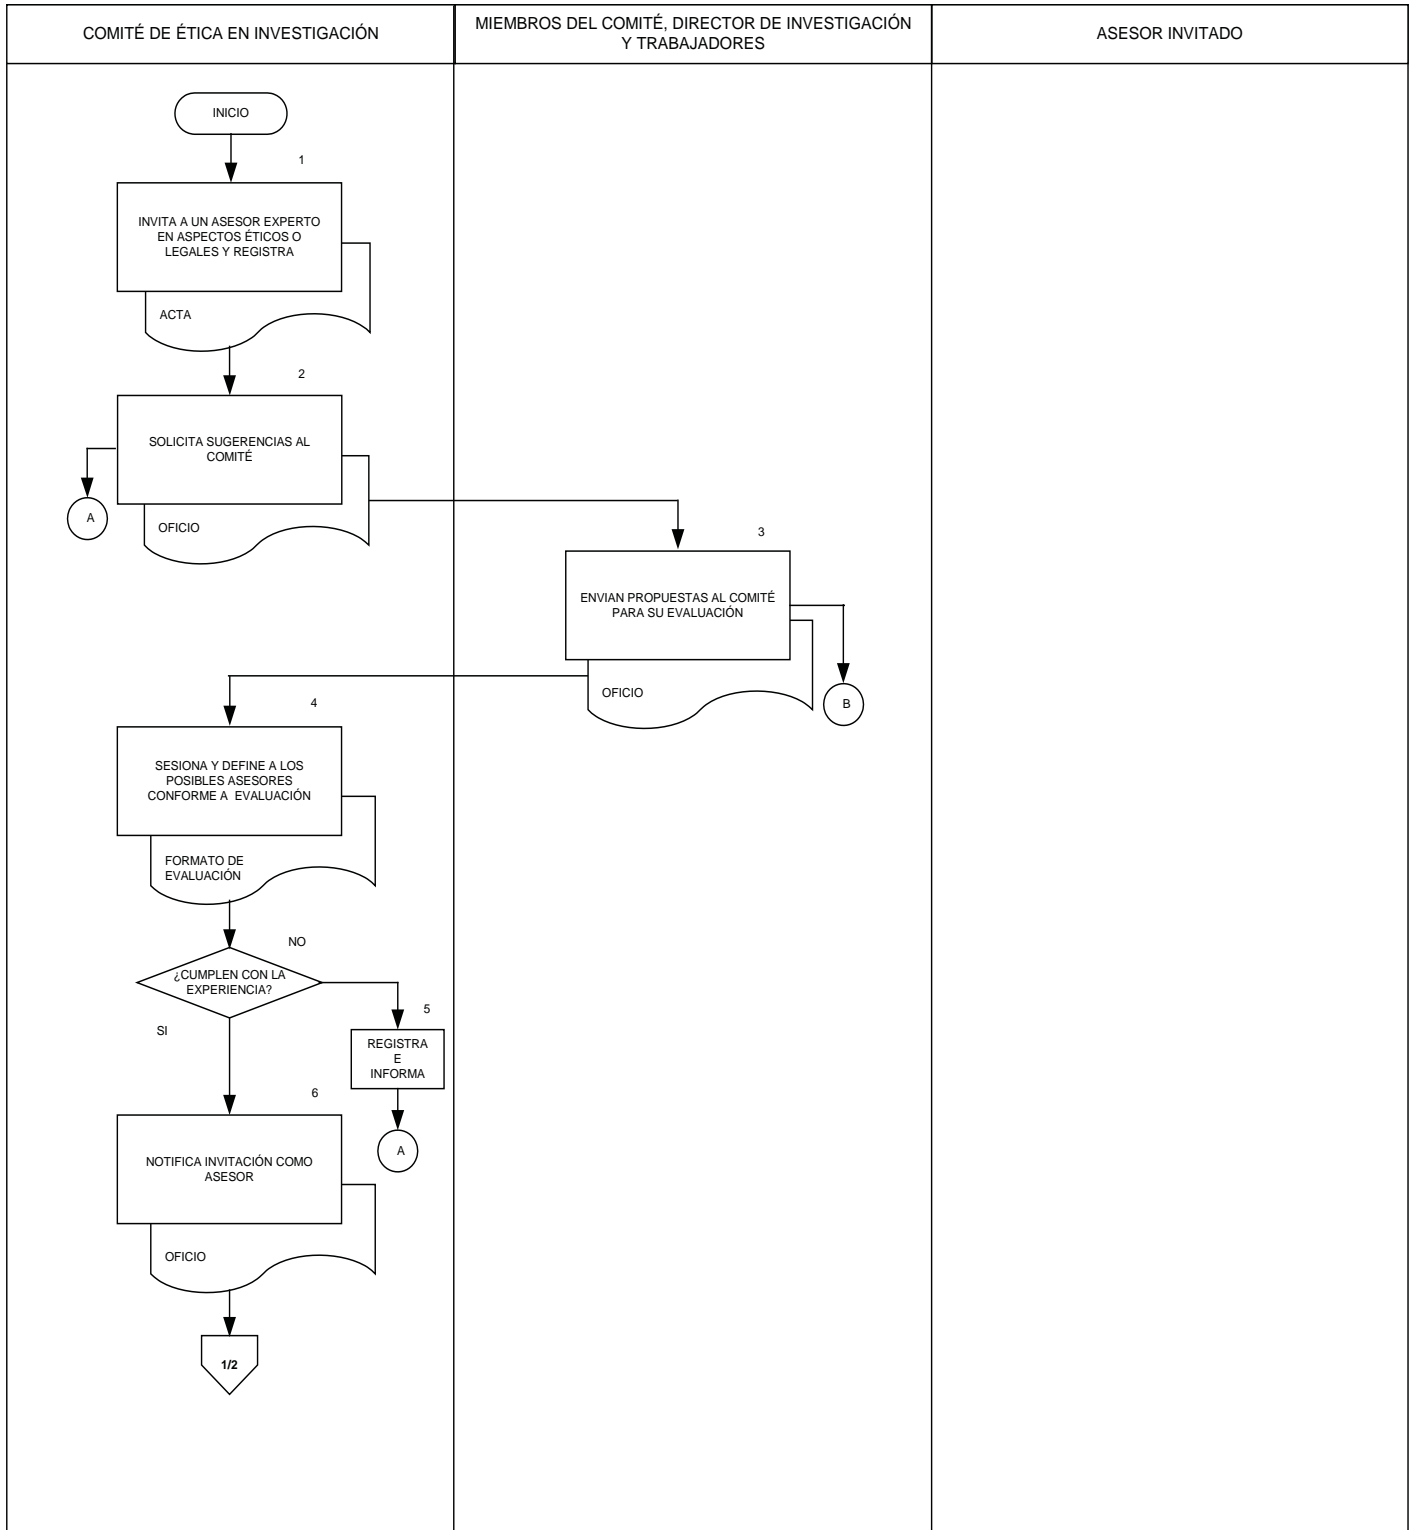 COMITÉ DE ÉTICA EN INVESTIGACIÓN
MIEMBROS DEL COMITÉ, DIRECTOR DE INVESTIGACIÓN
Y TRABAJADORES
ASESOR INVITADO
INICIO
1
INVITA A UN ASESOR EXPERTO
EN ASPECTOS ÉTICOS O
LEGALES Y REGISTRA
ACTA
2
SOLICITA SUGERENCIAS AL
COMITÉ
A
OFICIO
3
ENVIAN PROPUESTAS AL COMITÉ
PARA SU EVALUACIÓN
OFICIO
B
4
SESIONA Y DEFINE A LOS
POSIBLES ASESORES
CONFORME A  EVALUACIÓN
FORMATO DE
EVALUACIÓN
NO
¿CUMPLEN CON LA
EXPERIENCIA?
SI
5
REGISTRA
E
INFORMA
A
6
NOTIFICA INVITACIÓN COMO
ASESOR
OFICIO
1/2